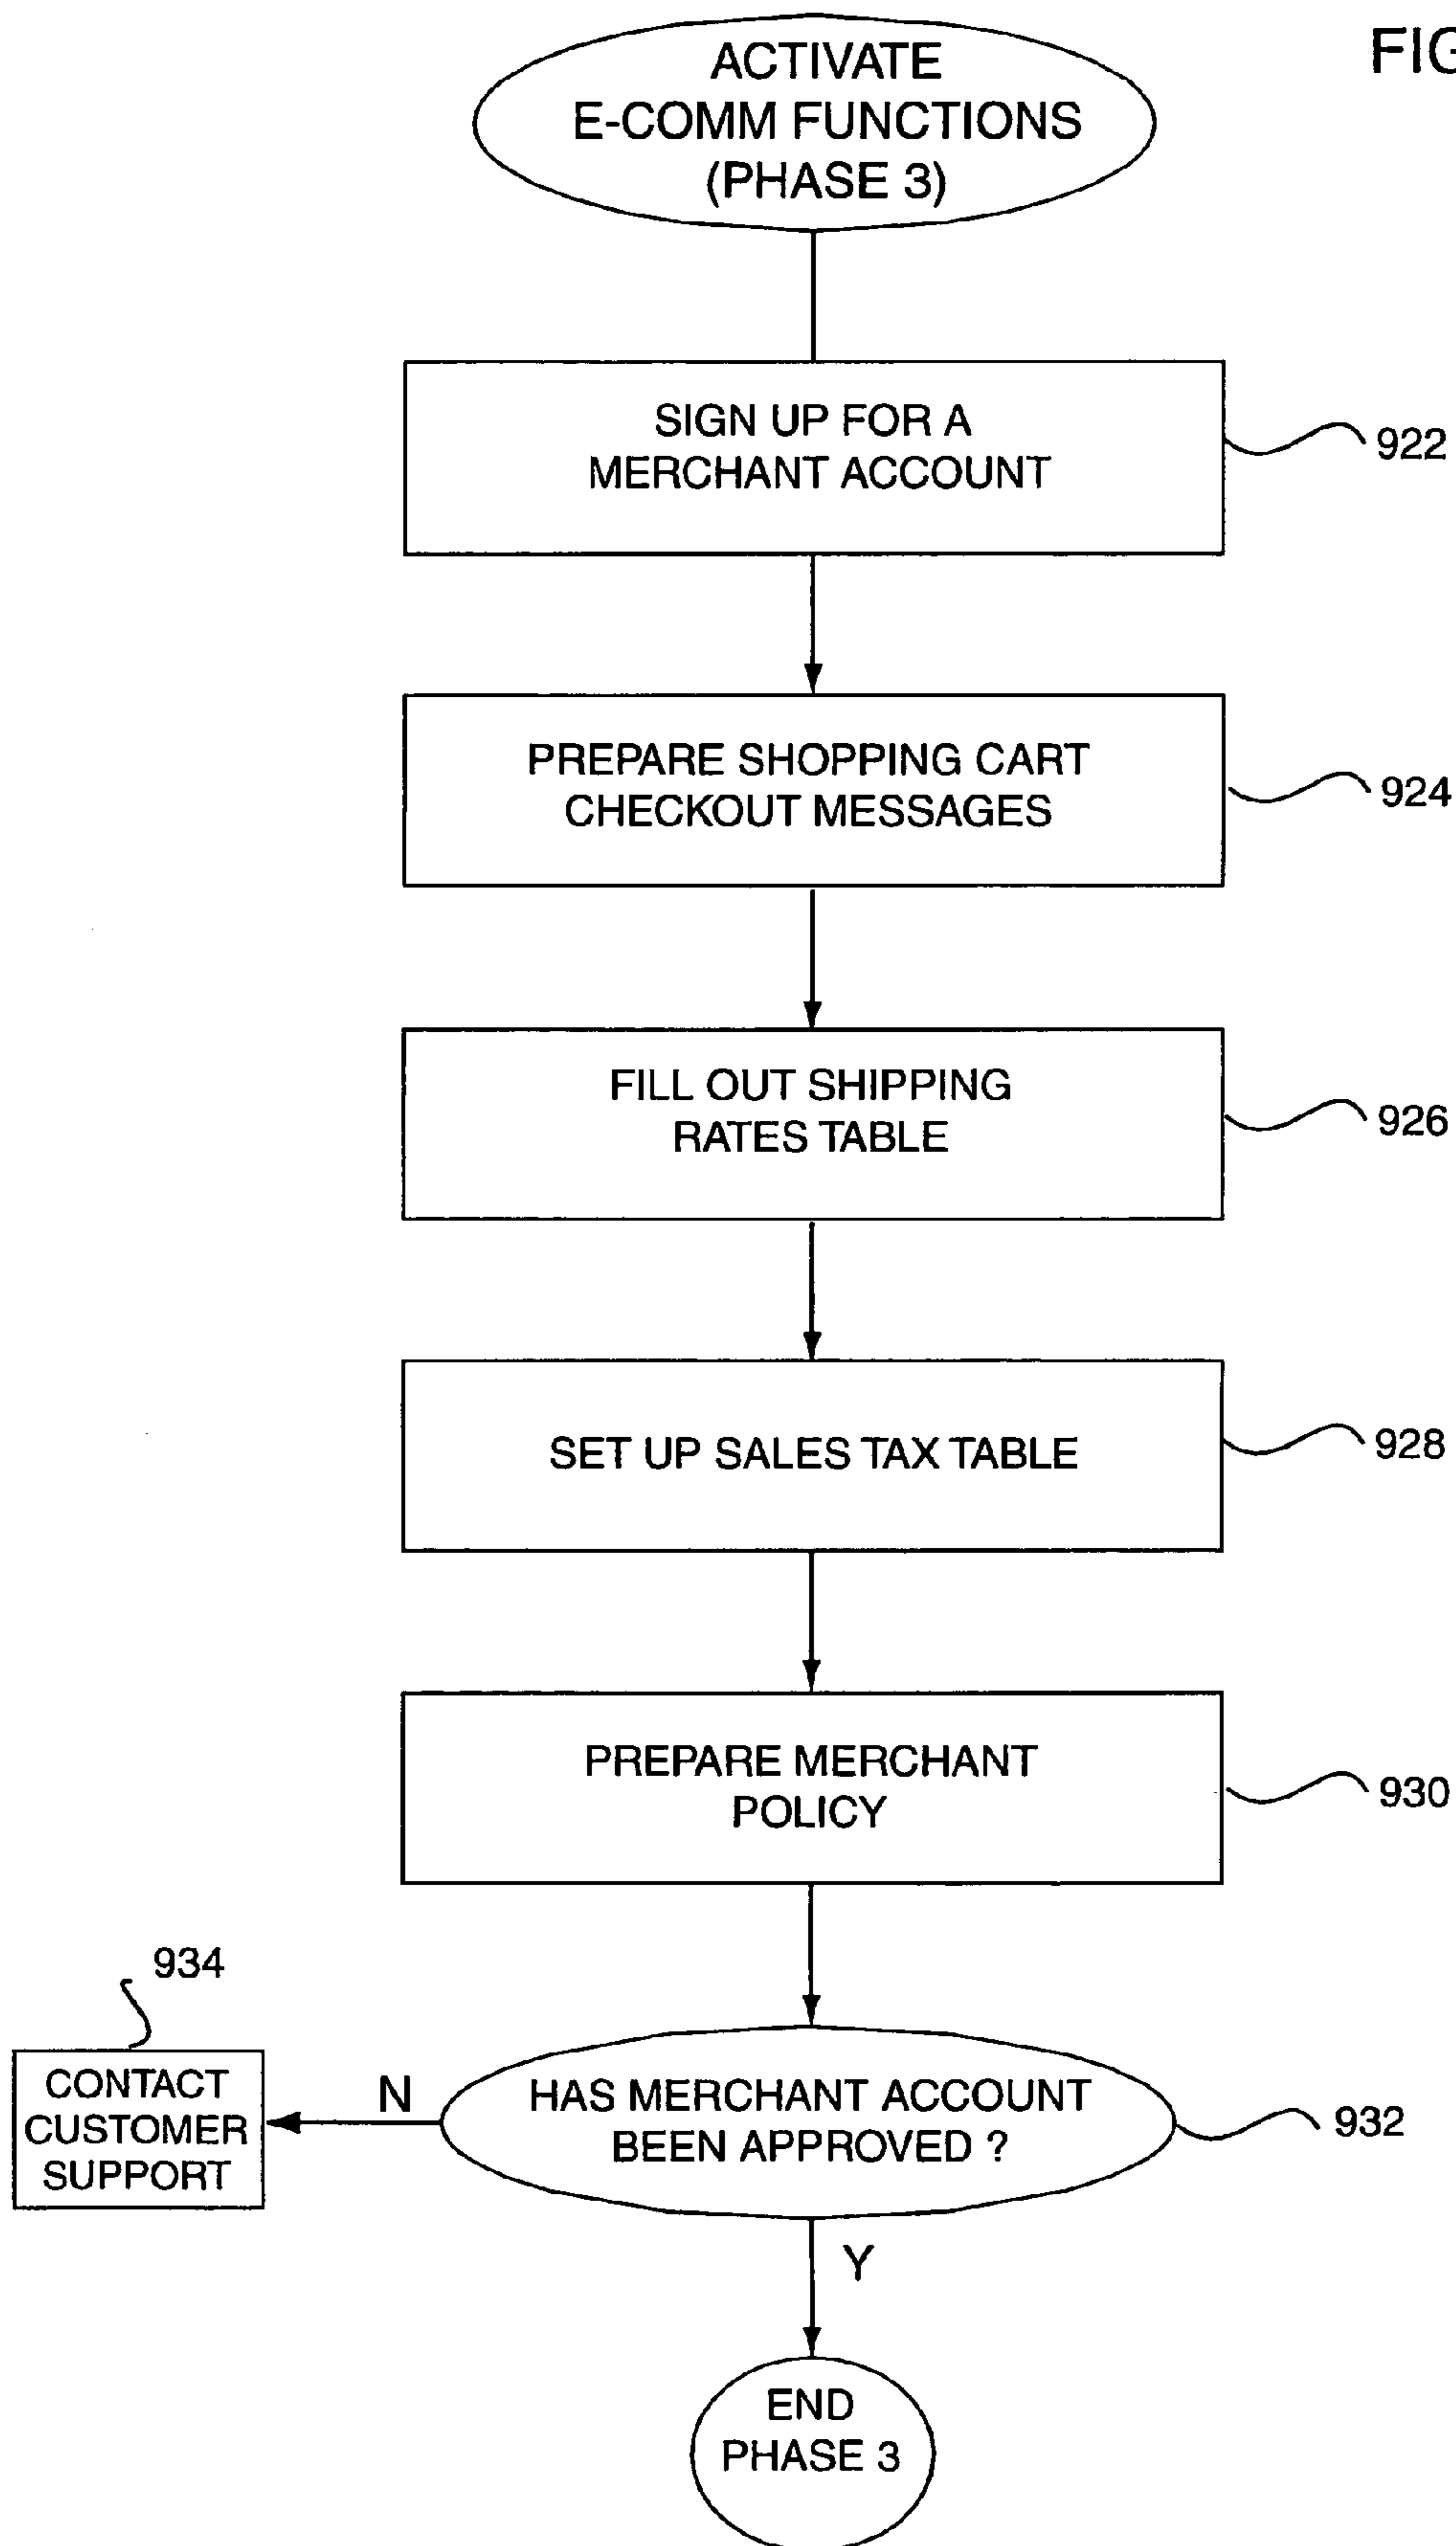 FIG
ACTIVATE
E-COMM FUNCTIONS
(PHASE 3)
SIGN UP FOR A
MERCHANT ACCOUNT
922
PREPARE SHOPPING CART
CHECKOUT MESSAGES
924
FILL OUT SHIPPING
RATES TABLE
926
SET UP SALES TAX TABLE
928
PREPARE MERCHANT
POLICY
930
934
CONTACT
CUSTOMER
SUPPORT
N
HAS MERCHANT ACCOUNT
BEEN APPROVED ?
932
Y
END
PHASE 3